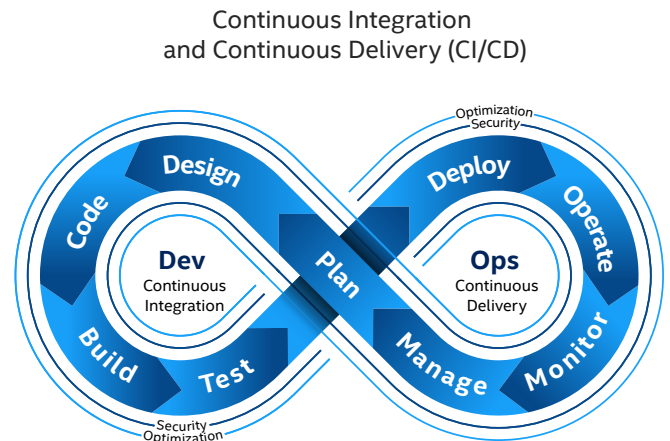 Continuous Integration
and Continuous Delivery (CI/CD)
Optimization
Security
Design
Deploy
Code
Operate
Dev
Continuous
Integration
Plan
Ops
Continuous
Delivery
Build
Test
Manage
Monitor
Security
Optimization